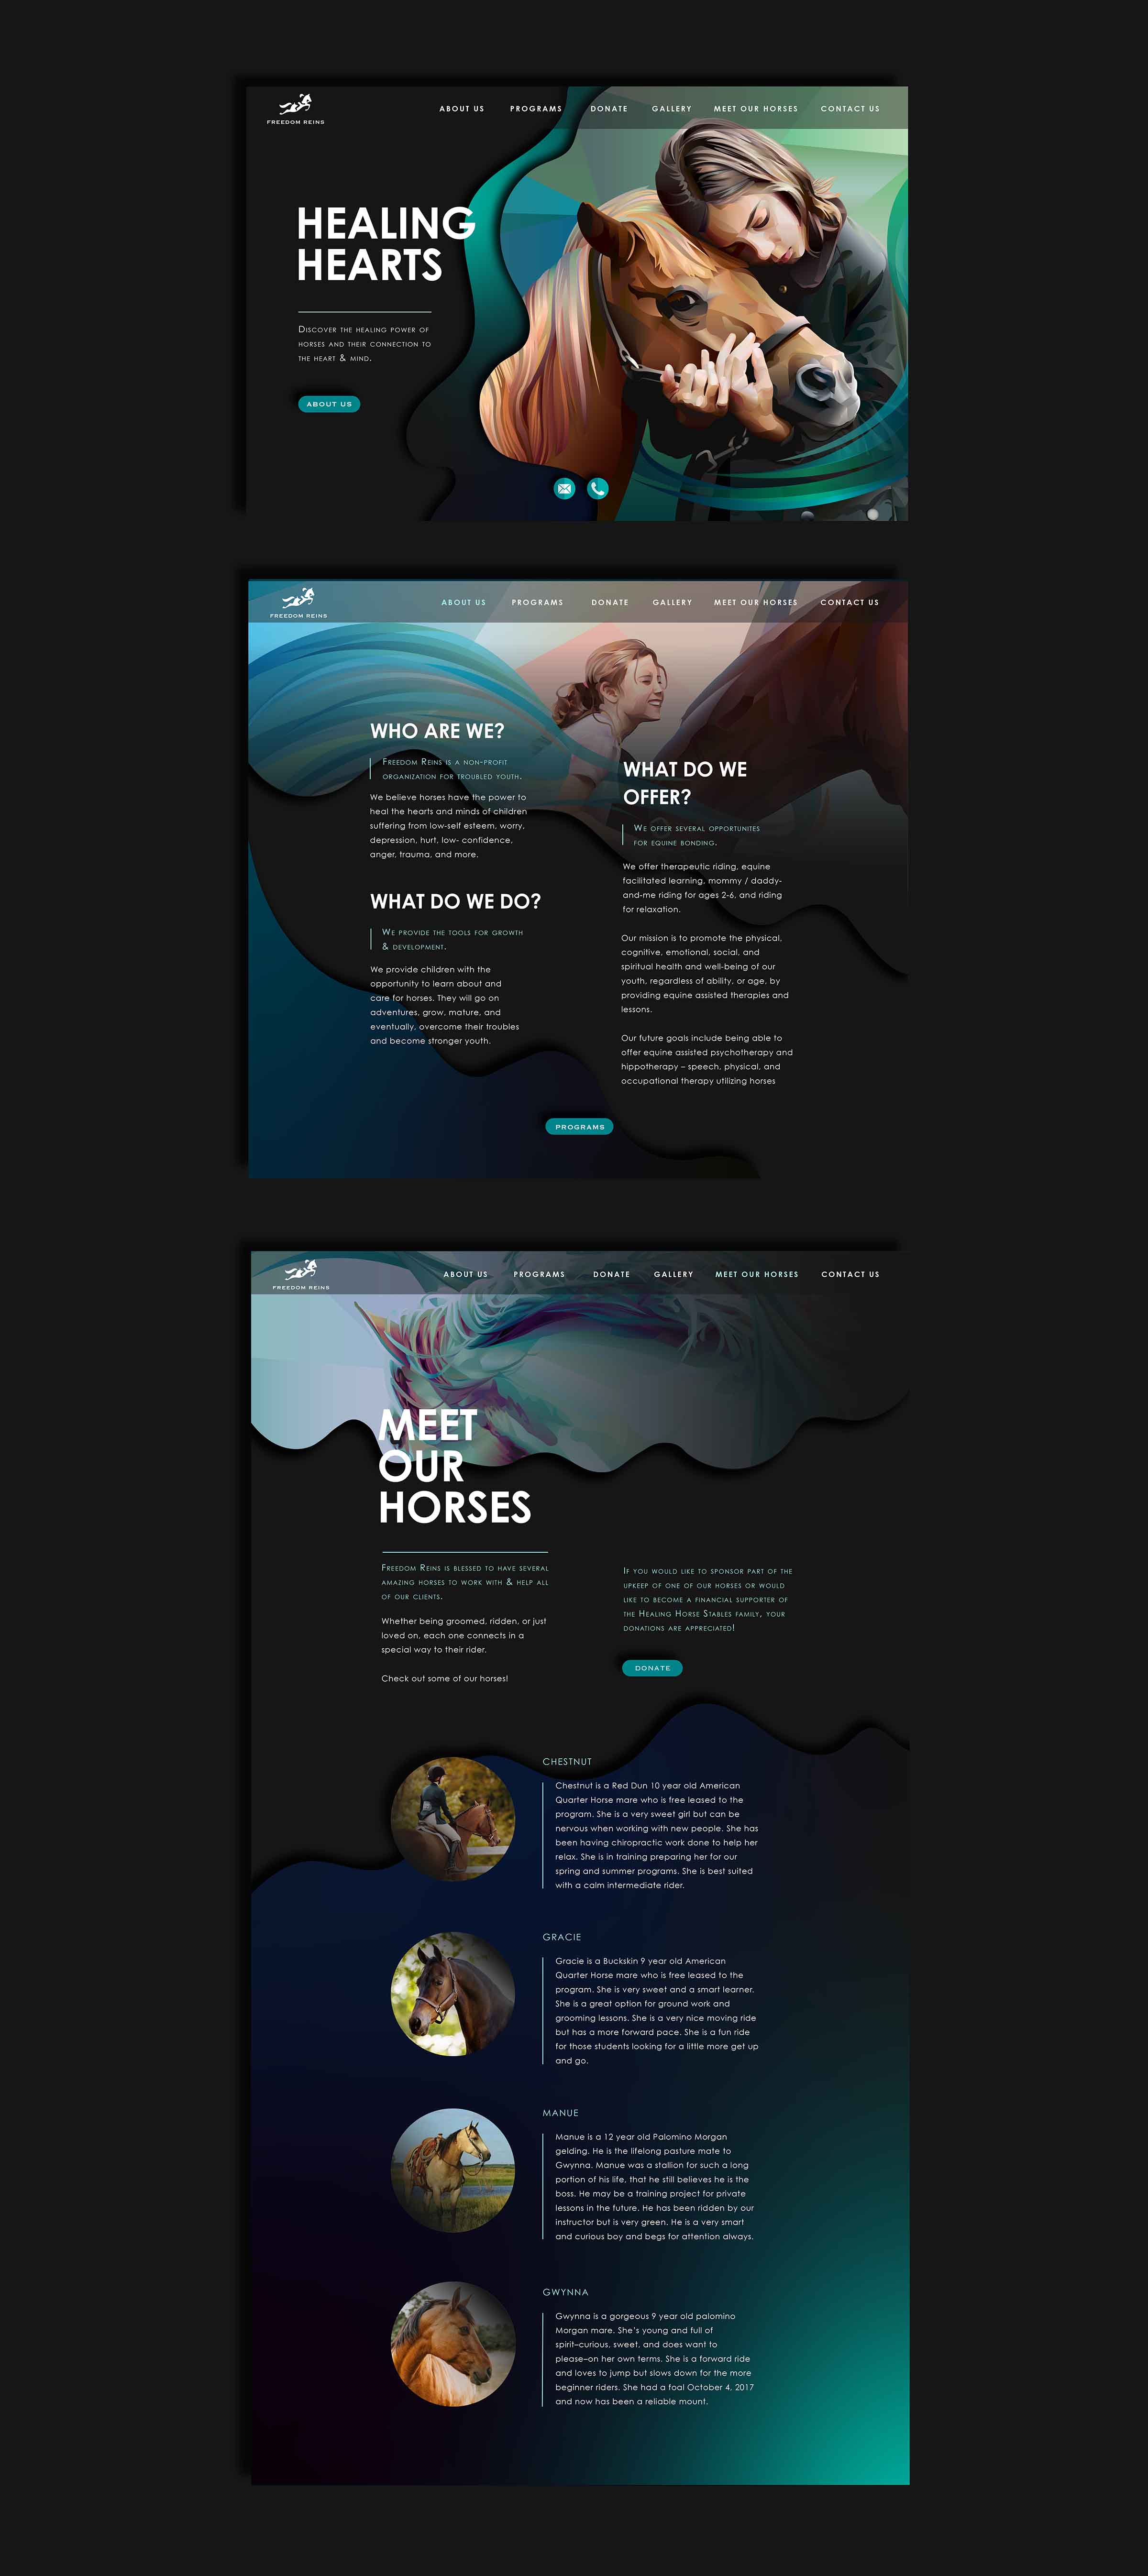 FREEDOM REINS
ABOUT US PROGRAMS DONATE GALLERY MEET OUR HORSES CONTACT US
HEALING
HEARTS
Discover the healing power of
horses and their connection to
the heart & mind.
ABOUT US
FREEDOM REINS
ABOUT US PROGRAMS DONATE GALLERY MEET OUR HORSES CONTACT US
WHO ARE WE?
Freedom Reins is a non-profit
organization for troubled youth.
We believe horses have the power to
heal the hearts and minds of children
suffering from low-self esteem, worry,
depression, hurt, low- confidence,
anger, trauma, and more.
WHAT DO WE DO?
We provide the tools for growth
& development.
We provide children with the
opportunity to learn about and
care for horses. They will go on
adventures, grow, mature, and
eventually, overcome their troubles
and become stronger youth.
WHAT DO WE
OFFER?
We offer several opportunites
for equine bonding.
We offer therapeutic riding, equine
facilitated learning, mommy / daddy-
and-me riding for ages 2-6, and riding
for relaxation.
Our mission is to promote the physical,
cognitive, emotional, social, and
spiritual health and well-being of our
youth, regardless of ability, or age, by
providing equine assisted therapies and
lessons.
Our future goals include being able to
offer equine assisted psychotherapy and
hippotherapy – speech, physical, and
occupational therapy utilizing horses
PROGRAMS
FREEDOM REINS
ABOUT US PROGRAMS DONATE GALLERY MEET OUR HORSES CONTACT US
MEET
OUR
HORSES
Freedom Reins is blessed to have several
amazing horses to work with & help all
of our clients.
Whether being groomed, ridden, or just
loved on, each one connects in a
special way to their rider.
Check out some of our horses!
If you would like to sponsor part of the
upkeep of one of our horses or would
like to become a financial supporter of
the Healing Horse Stables family, your
donations are appreciated!
DONATE
CHESTNUT
Chestnut is a Red Dun 10 year old American
Quarter Horse mare who is free leased to the
program. She is a very sweet girl but can be
nervous when working with new people. She has
been having chiropractic work done to help her
relax. She is in training preparing her for our
spring and summer programs. She is best suited
with a calm intermediate rider.
GRACIE
Gracie is a Buckskin 9 year old American
Quarter Horse mare who is free leased to the
program. She is very sweet and a smart learner.
She is a great option for ground work and
grooming lessons. She is a very nice moving ride
but has a more forward pace. She is a fun ride
for those students looking for a little more get up
and go.
MANUE
Manue is a 12 year old Palomino Morgan
gelding. He is the lifelong pasture mate to
Gwynna. Manue was a stallion for such a long
portion of his life, that he still believes he is the
boss. He may be a training project for private
lessons in the future. He has been ridden by our
instructor but is very green. He is a very smart
and curious boy and begs for attention always.
GWYNNA
Gwynna is a gorgeous 9 year old palomino
Morgan mare. She's young and full of
spirit–curious, sweet, and does want to
please–on her own terms. She is a forward ride
and loves to jump but slows down for the more
beginner riders. She had a foal October 4, 2017
and now has been a reliable mount.